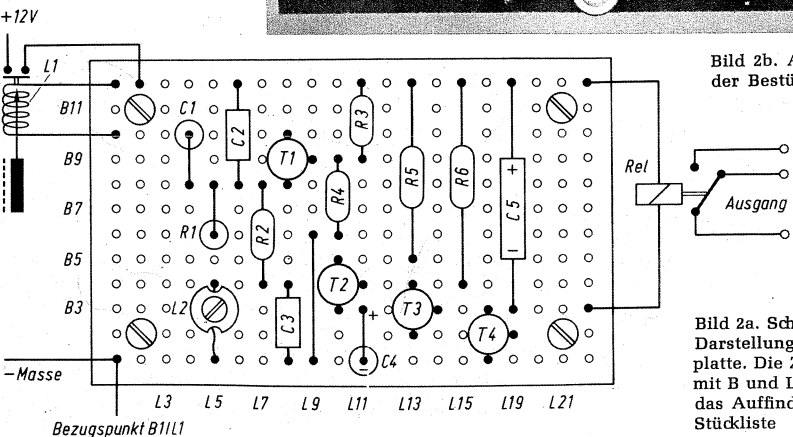 +12V
L1
Bild 2b. A
der Bestü
B11
C1
C2
R3
B9
T1
Rel
R5
R6
+
C5
R4
B7
Ausgang
R1
R2
B5
−
T2
B3
L2
C3
+
T3
Bild 2a. Sch
T4
Darstellung
−
C4
platte. Die Z
−Masse
mit B und L
L3 L5 L7 L9 L11 L13 L15 L19 L21
das Auffind
Stückliste
Bezugspunkt B1/L1